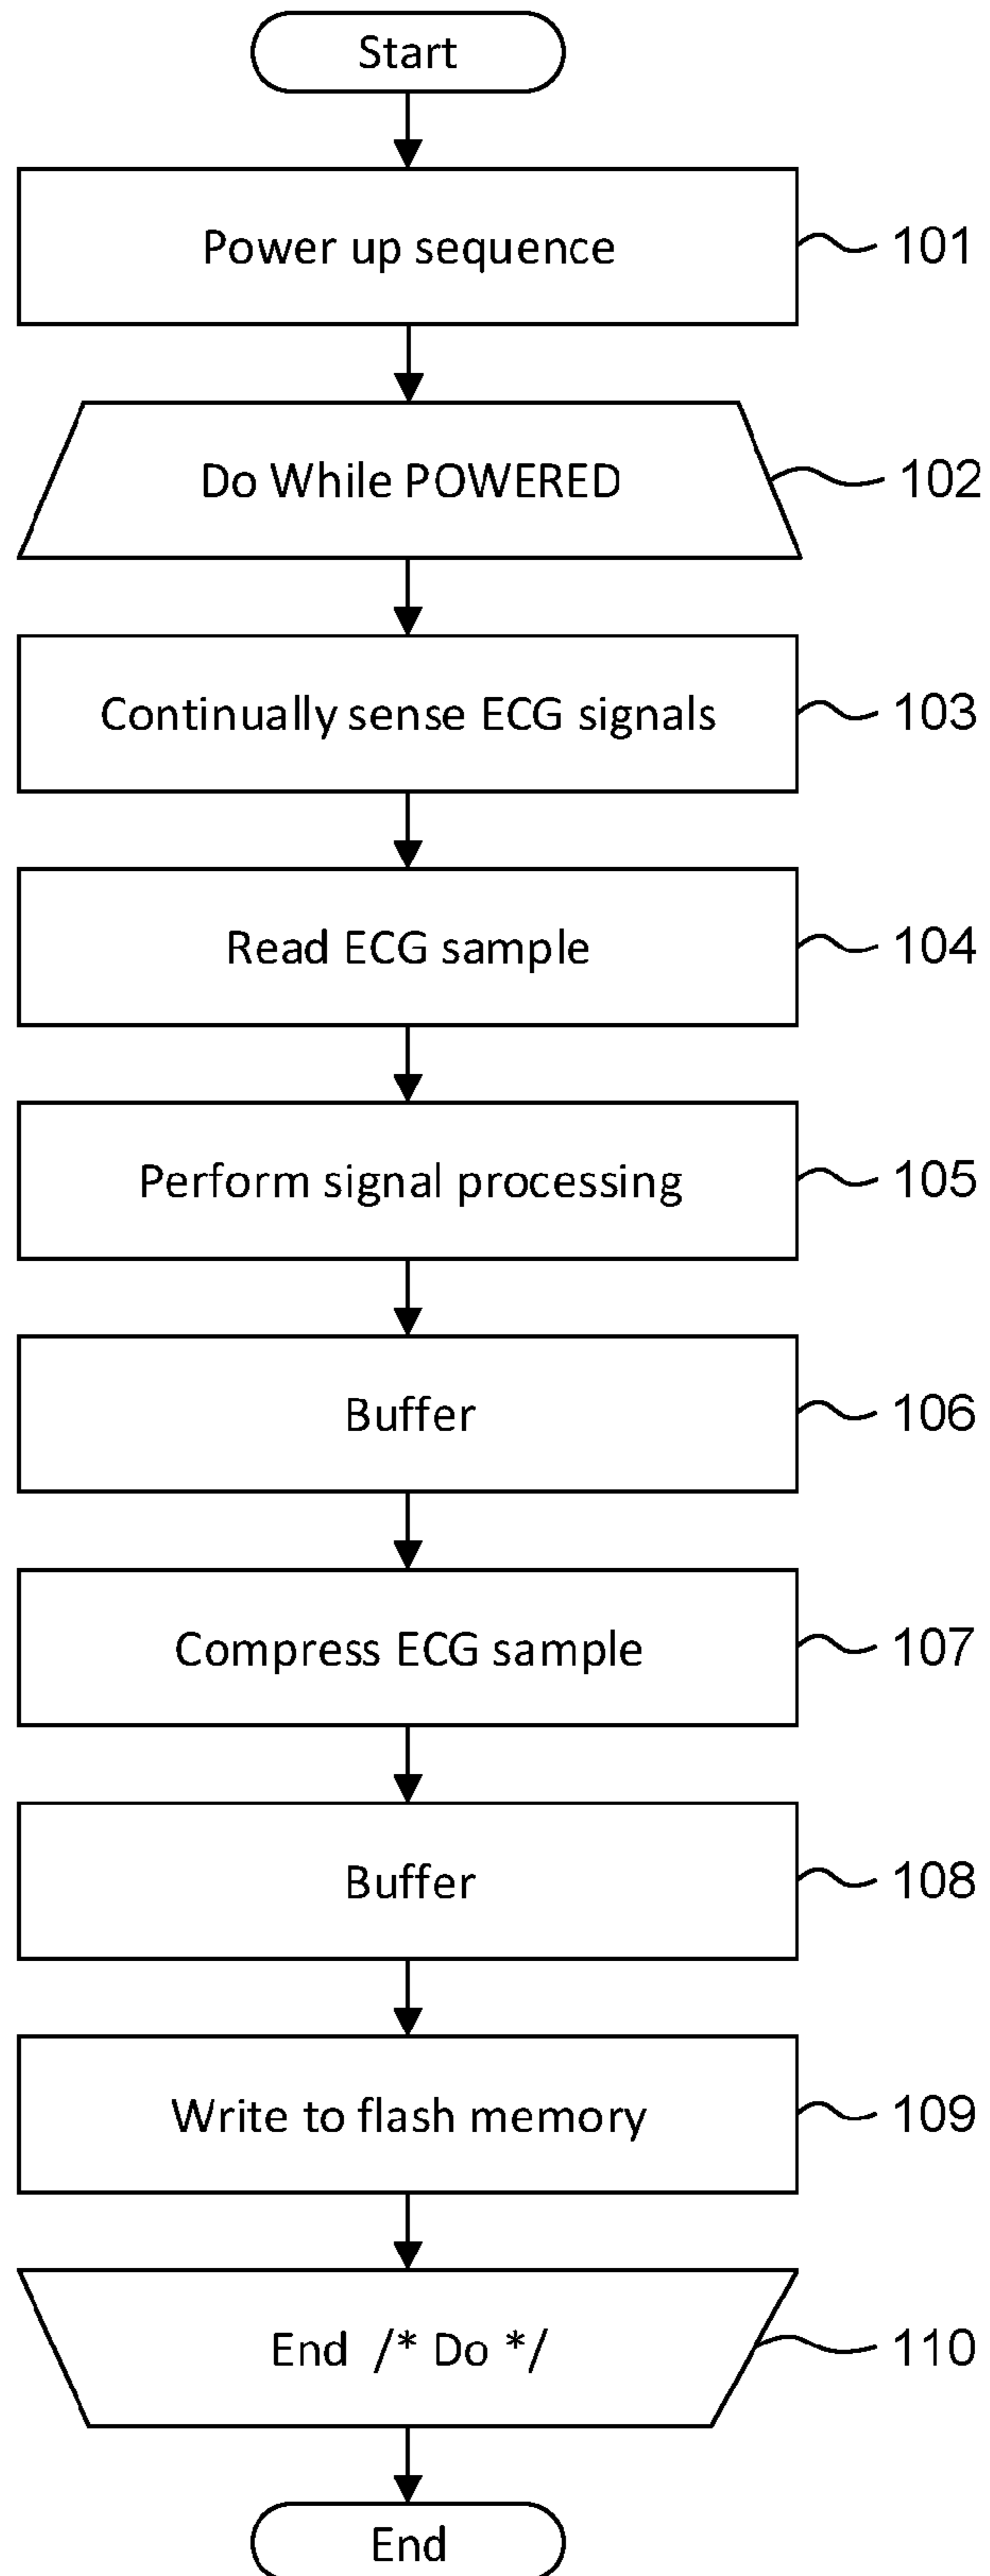 Start
Power up sequence 101
Do While POWERED 102
Continually sense ECG signals 103
Read ECG sample 104
Perform signal processing 105
Buffer 106
Compress ECG sample 107
Buffer 108
Write to flash memory 109
End /* Do */ 110
End